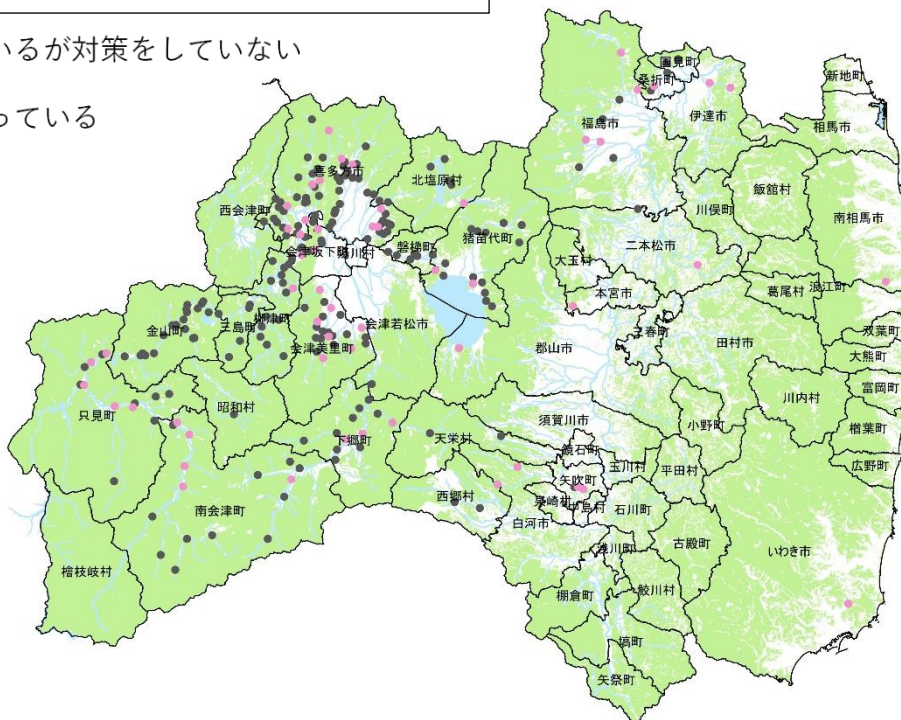 いるが対策をしていない
っている
国見町
桑折町
新地町
相馬市
福島市
伊達市
喜多方市
北塩原村
飯舘村
西会津町
川俣町
南相馬市
猪苗代町
二本松市
会津坂下町
湯川村
磐梯町
大玉村
葛尾村
浪江町
本宮市
金山町
三島町
柳津町
会津若松市
三春町
双葉町
会津美里町
郡山市
田村市
大熊町
富岡町
只見町
昭和村
川内村
須賀川市
小野町
楢葉町
下郷町
天栄村
鏡石町
玉川村
平田村
広野町
矢吹町
西郷村
泉崎村
中島村
石川町
南会津町
白河市
古殿町
いわき市
浅川町
檜枝岐村
棚倉町
鮫川村
塙町
矢祭町